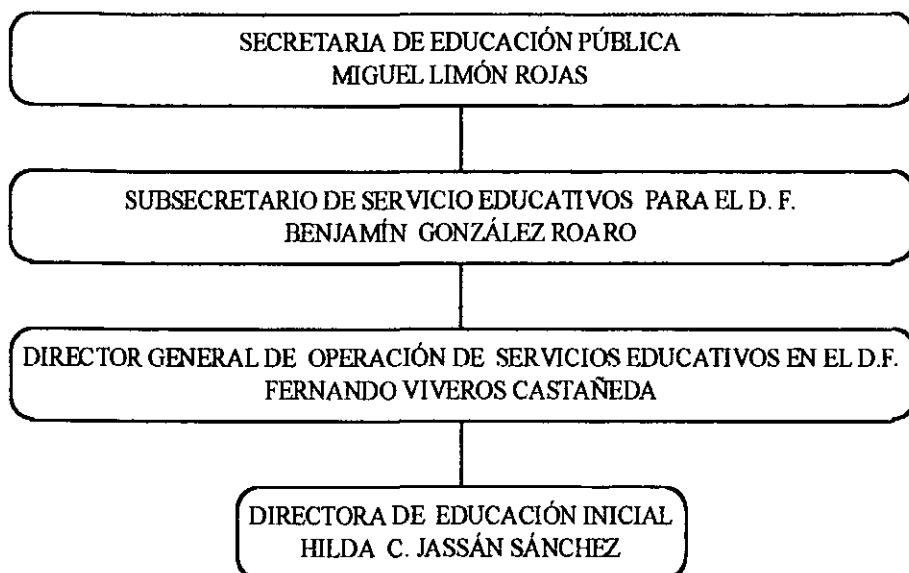 SECRETARIA DE EDUCACIÓN PÚBLICA
MIGUEL LIMÓN ROJAS
SUBSECRETARIO DE SERVICIO EDUCATIVOS PARA EL D. F.
BENJAMÍN GONZÁLEZ ROARO
DIRECTOR GENERAL DE OPERACIÓN DE SERVICIOS EDUCATIVOS EN EL D.F.
FERNANDO VIVEROS CASTAÑEDA
DIRECTORA DE EDUCACIÓN INICIAL
HILDA C. JASSÁN SÁNCHEZ